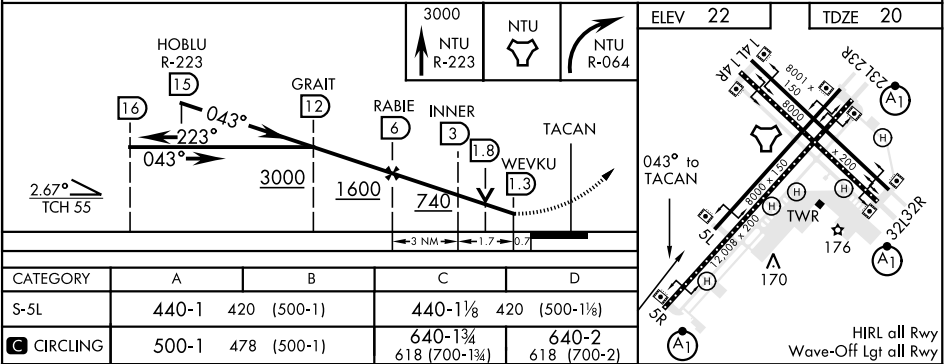 3000
NTU
R-223
NTU
NTU
R-064
ELEV 22
TDZE 20
HOBLU
R-223
15
16
043°
223°
043°
GRAIT
12
RABIE
6
INNER
3
1.8
WEVKU
1.3
TACAN
3000
1600
740
2.67°
TCH 55
3 NM
1.7
0.7
14L
14R
8001 x 150
8000 x 200
23L
23R
A1
H
043° to
TACAN
5L
8000 x 150
12,008 x 200
H
H
H
TWR
176
170
32L
32R
A1
H
5R
A1
HIRL all Rwy
Wave-Off Lgt all Rwy
CATEGORY A B C D
S-5L 440-1 420 (500-1) 440-1⅛ 420 (500-1⅛)
C CIRCLING 500-1 478 (500-1) 640-1¾ 618 (700-1¾) 640-2 618 (700-2)